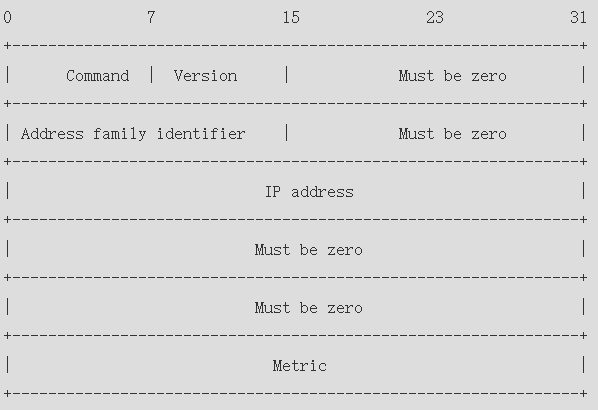 0 7 15 23 31
Command | Version | Must be zero
Address family identifier | Must be zero
IP address
Must be zero
Must be zero
Metric